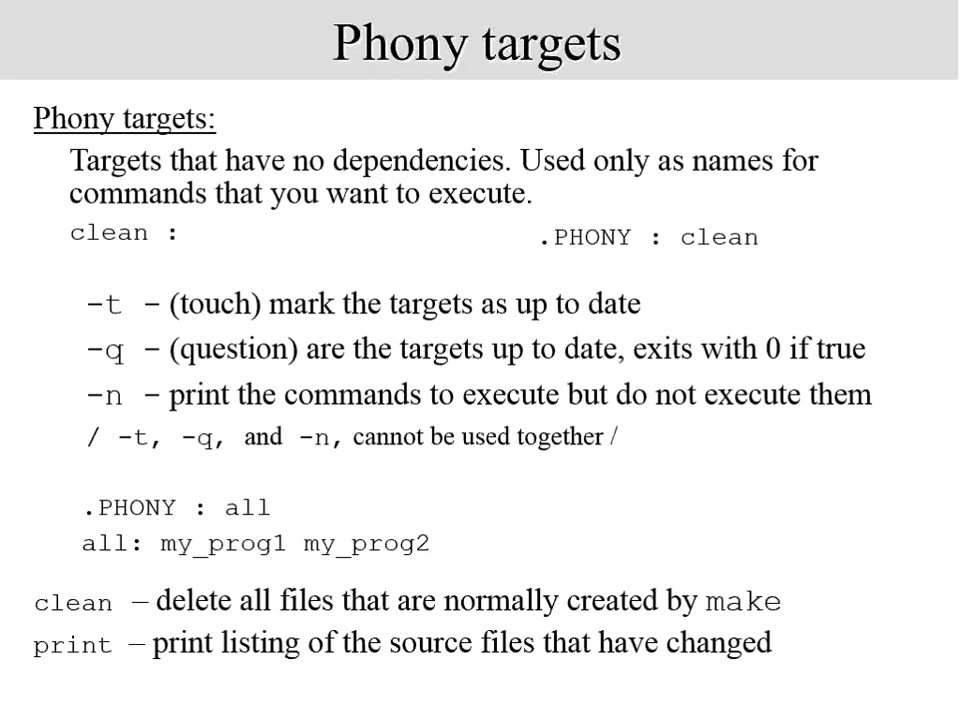 Phony targets
Phony targets:
Targets that have no dependencies. Used only as names for
commands that you want to execute.
clean : .PHONY : clean
-t – (touch) mark the targets as up to date
-q – (question) are the targets up to date, exits with 0 if true
-n – print the commands to execute but do not execute them
/ -t, -q, and -n, cannot be used together /
.PHONY : all
all: my_prog1 my_prog2
clean – delete all files that are normally created by make
print – print listing of the source files that have changed